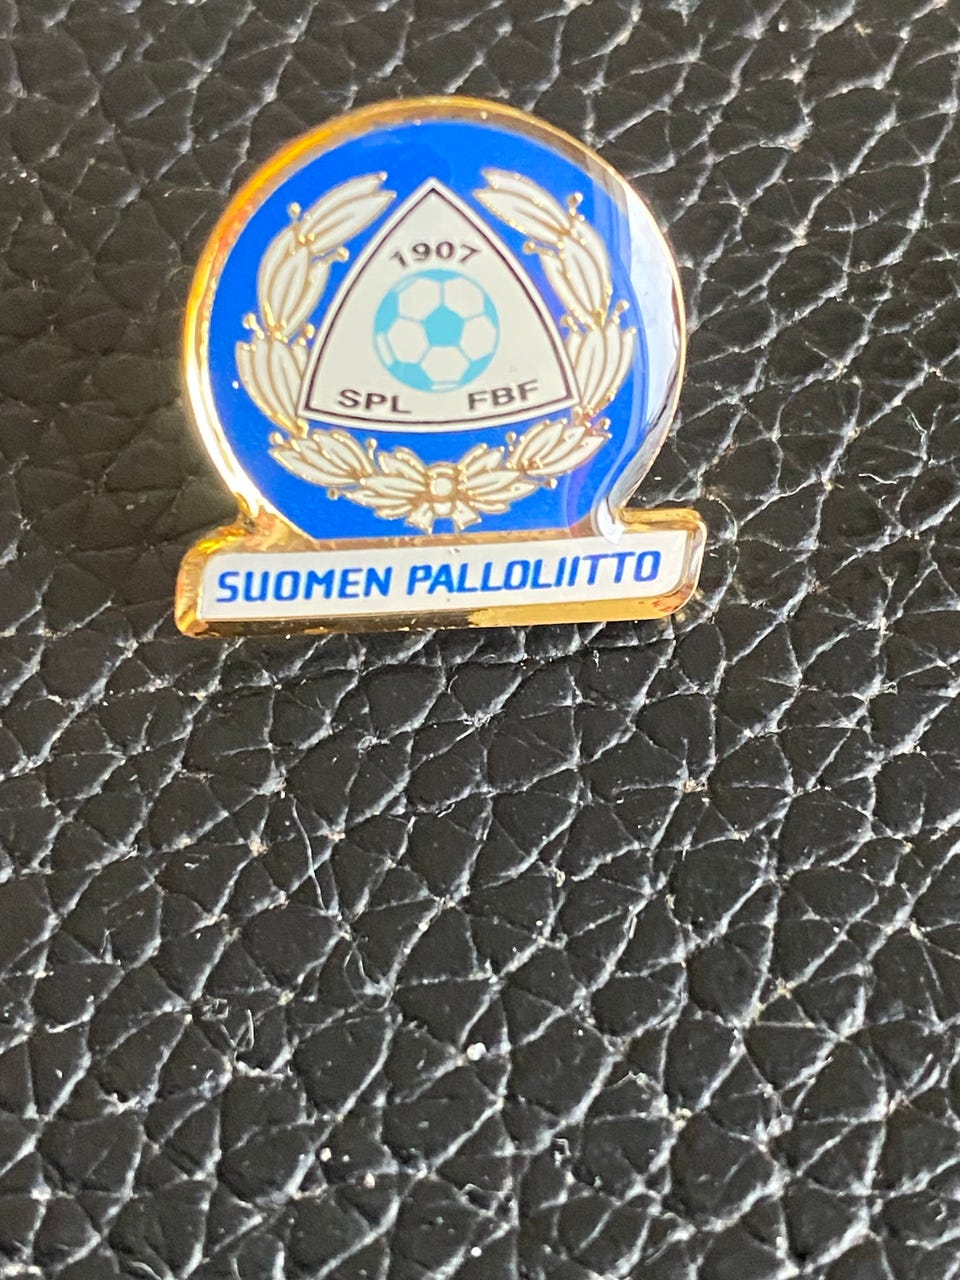 1907
SPL FBF
SUOMEN PALLOLIITTO